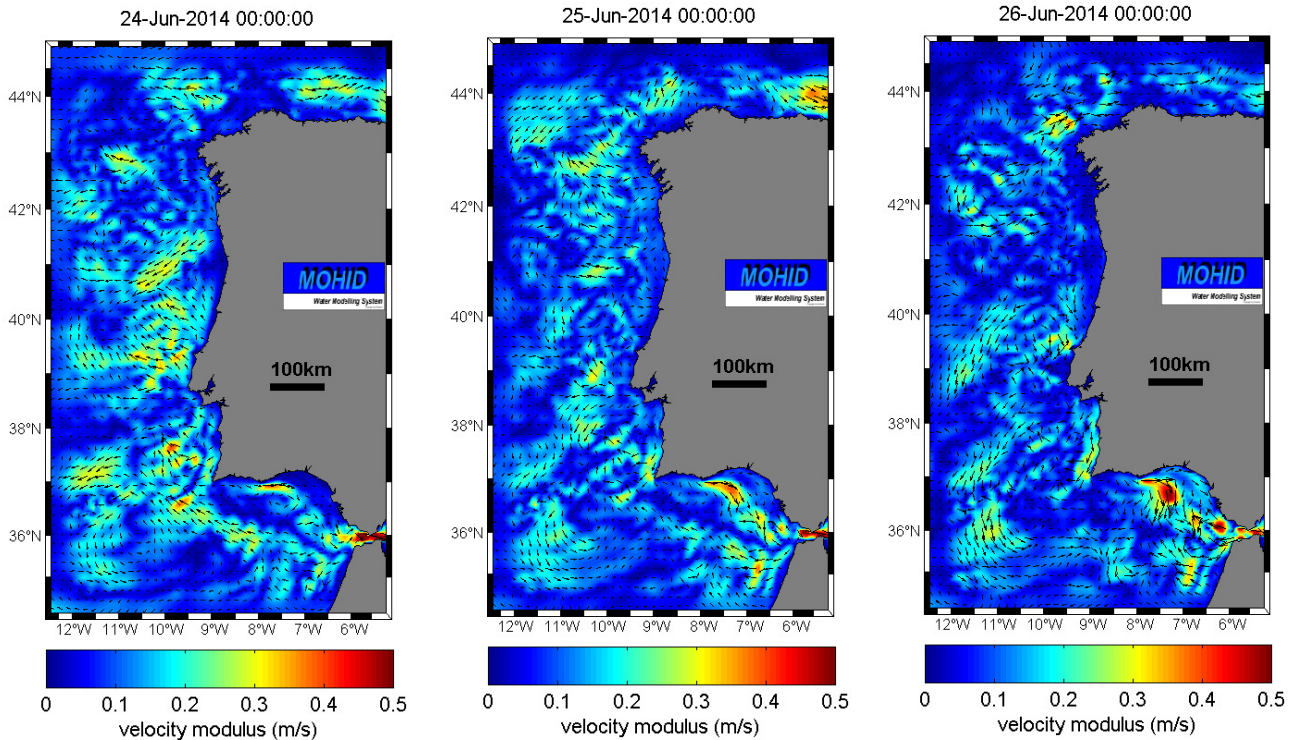 24-Jun-2014 00:00:00
44°N
42°N
40°N
38°N
36°N
MOHID
Water Modelling System
100km
12°W 11°W 10°W 9°W 8°W 7°W 6°W
0 0.1 0.2 0.3 0.4 0.5
velocity modulus (m/s)
25-Jun-2014 00:00:00
44°N
42°N
40°N
38°N
36°N
MOHID
Water Modelling System
100km
12°W 11°W 10°W 9°W 8°W 7°W 6°W
0 0.1 0.2 0.3 0.4 0.5
velocity modulus (m/s)
26-Jun-2014 00:00:00
44°N
42°N
40°N
38°N
36°N
MOHID
Water Modelling System
100km
12°W 11°W 10°W 9°W 8°W 7°W 6°W
0 0.1 0.2 0.3 0.4 0.5
velocity modulus (m/s)